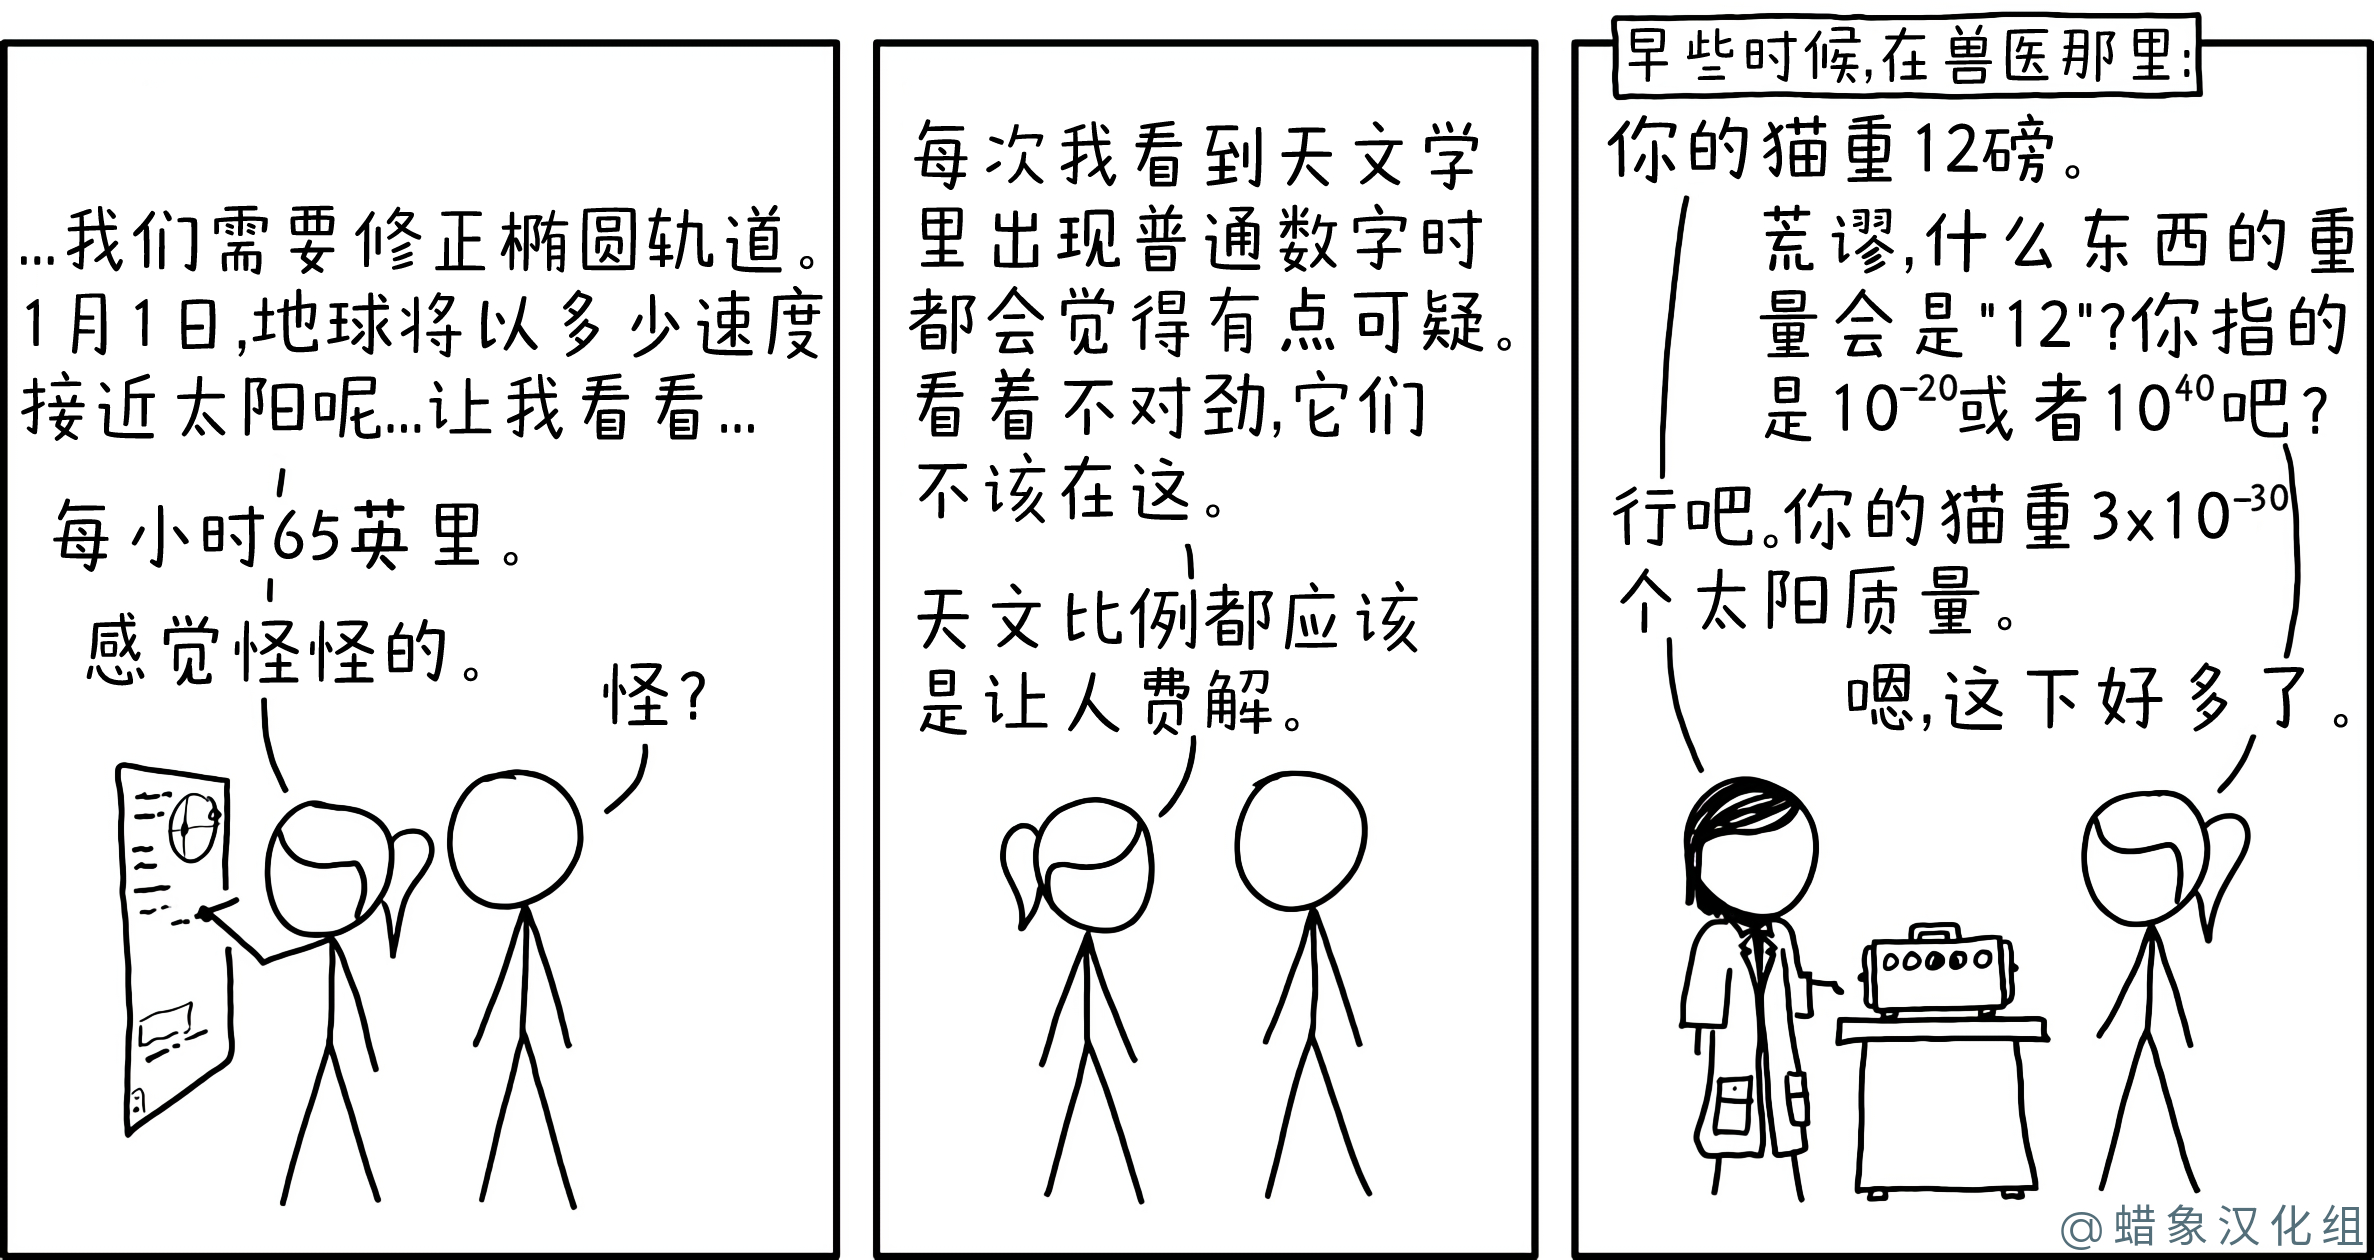 ...我们需要修正椭圆轨道。
1月1日,地球将以多少速度
接近太阳呢...让我看看...
每小时65英里。
感觉怪怪的。
怪?
每次我看到天文学
里出现普通数字时
都会觉得有点可疑。
看着不对劲,它们
不该在这。
天文比例都应该
是让人费解。
早些时候,在兽医那里:
你的猫重12磅。
荒谬,什么东西的重
量会是"12"?你指的
是10⁻²⁰或者10⁴⁰吧?
行吧。你的猫重3x10⁻³⁰
个太阳质量。
嗯,这下好多了。
@蜡象汉化组